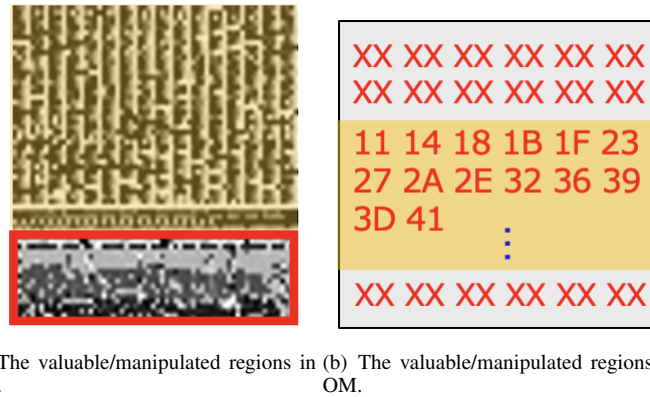 XX XX XX XX XX XX
XX XX XX XX XX XX
11 14 18 1B 1F 23
27 2A 2E 32 36 39
3D 41
XX XX XX XX XX XX
The valuable/manipulated regions in
.
(b) The valuable/manipulated regions
OM.